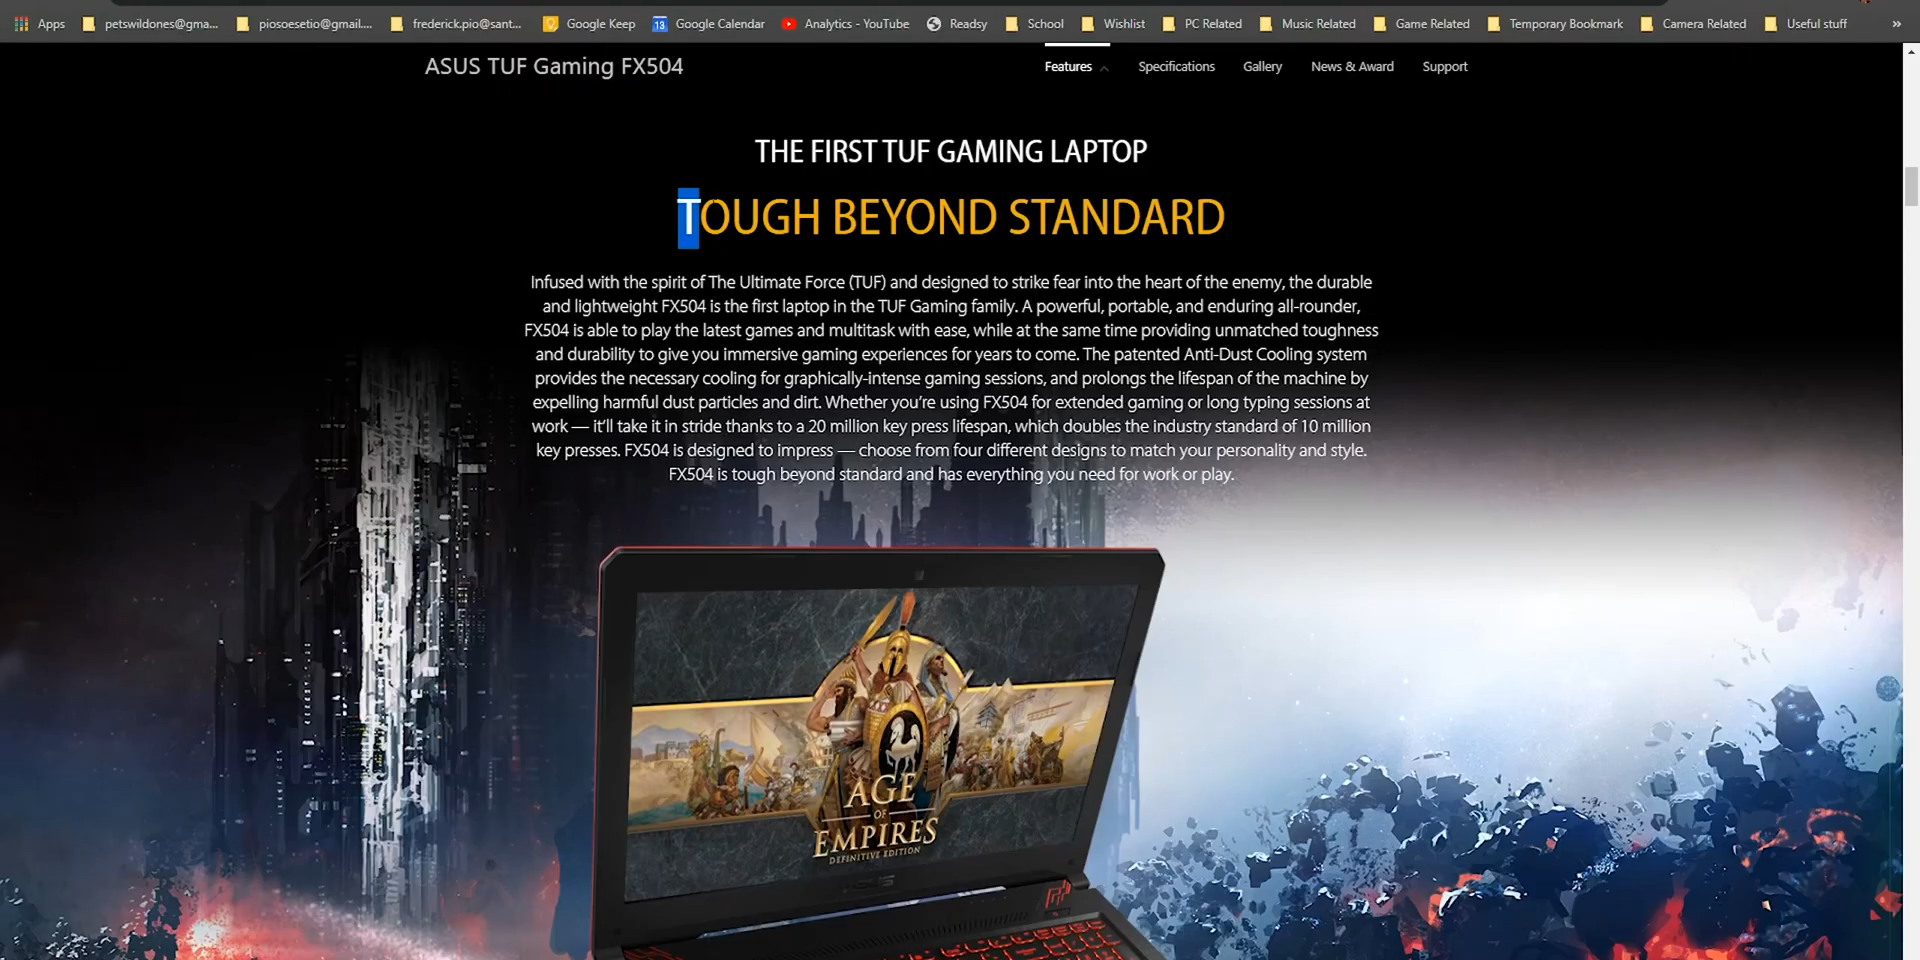 Apps petswildones@gma... piosoesetio@gmail.... frederick.pio@sant... Google Keep 13 Google Calendar Analytics - YouTube Readsy School Wishlist PC Related Music Related Game Related Temporary Bookmark Camera Related Useful stuff »
ASUS TUF Gaming FX504 Features Specifications Gallery News & Award Support
THE FIRST TUF GAMING LAPTOP
TOUGH BEYOND STANDARD
Infused with the spirit of The Ultimate Force (TUF) and designed to strike fear into the heart of the enemy, the durable
and lightweight FX504 is the first laptop in the TUF Gaming family. A powerful, portable, and enduring all-rounder,
FX504 is able to play the latest games and multitask with ease, while at the same time providing unmatched toughness
and durability to give you immersive gaming experiences for years to come. The patented Anti-Dust Cooling system
provides the necessary cooling for graphically-intense gaming sessions, and prolongs the lifespan of the machine by
expelling harmful dust particles and dirt. Whether you’re using FX504 for extended gaming or long typing sessions at
work — it’ll take it in stride thanks to a 20 million key press lifespan, which doubles the industry standard of 10 million
key presses. FX504 is designed to impress — choose from four different designs to match your personality and style.
FX504 is tough beyond standard and has everything you need for work or play.
AGE
OF
EMPIRES
DEFINITIVE EDITION
ASUS